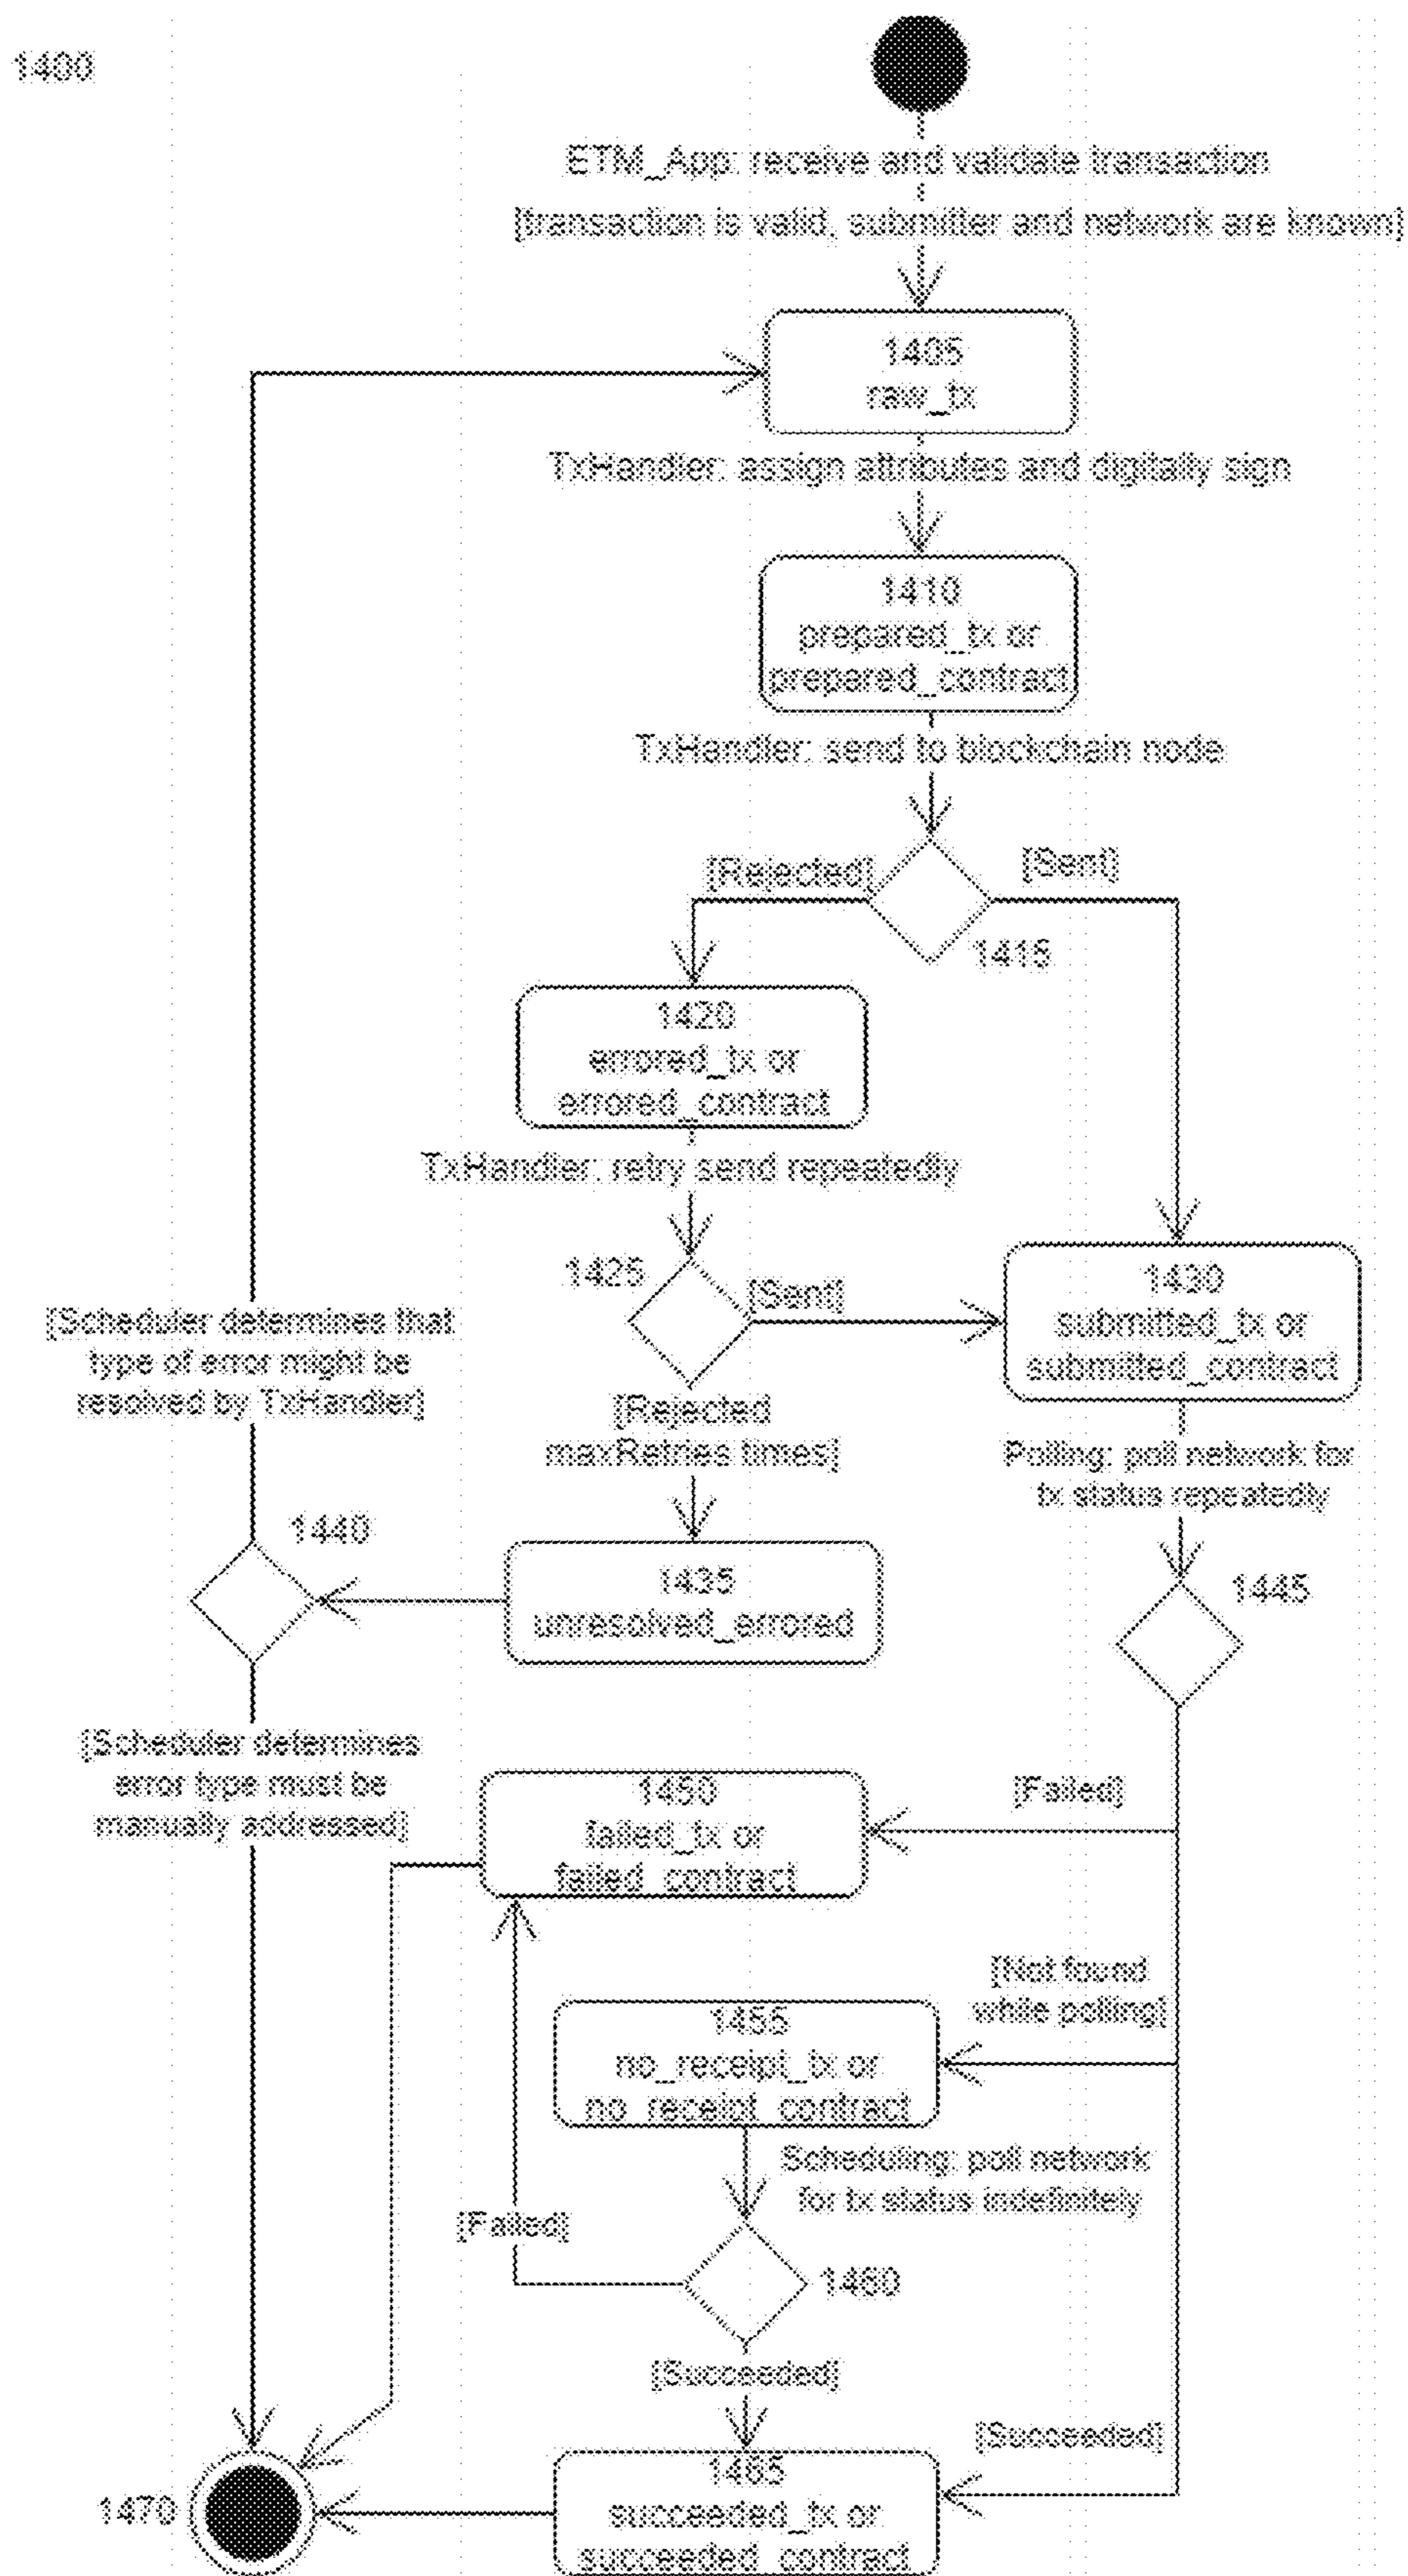 1400
ETM_App: receive and validate transaction
[transaction is valid, submitter and network are known]
1405
raw_tx
TxHandler: assign attributes and digitally sign
1410
prepared_tx or
prepared_contract
TxHandler: send to blockchain node
[Rejected]
[Sent]
1415
1420
errored_tx or
errored_contract
TxHandler: retry send repeatedly
1425
[Sent]
1430
submitted_tx or
submitted_contract
[Scheduler determines that
type of error might be
resolved by TxHandler]
[Rejected
maxRetries times]
Polling: poll network for
tx status repeatedly
1440
1435
unresolved_errored
1445
[Scheduler determines
error type must be
manually addressed]
1450
failed_tx or
failed_contract
[Failed]
[Not found
while polling]
1455
no_receipt_tx or
no_receipt_contract
Scheduling: poll network
for tx status indefinitely
[Failed]
1460
[Succeeded]
[Succeeded]
1465
succeeded_tx or
succeeded_contract
1470